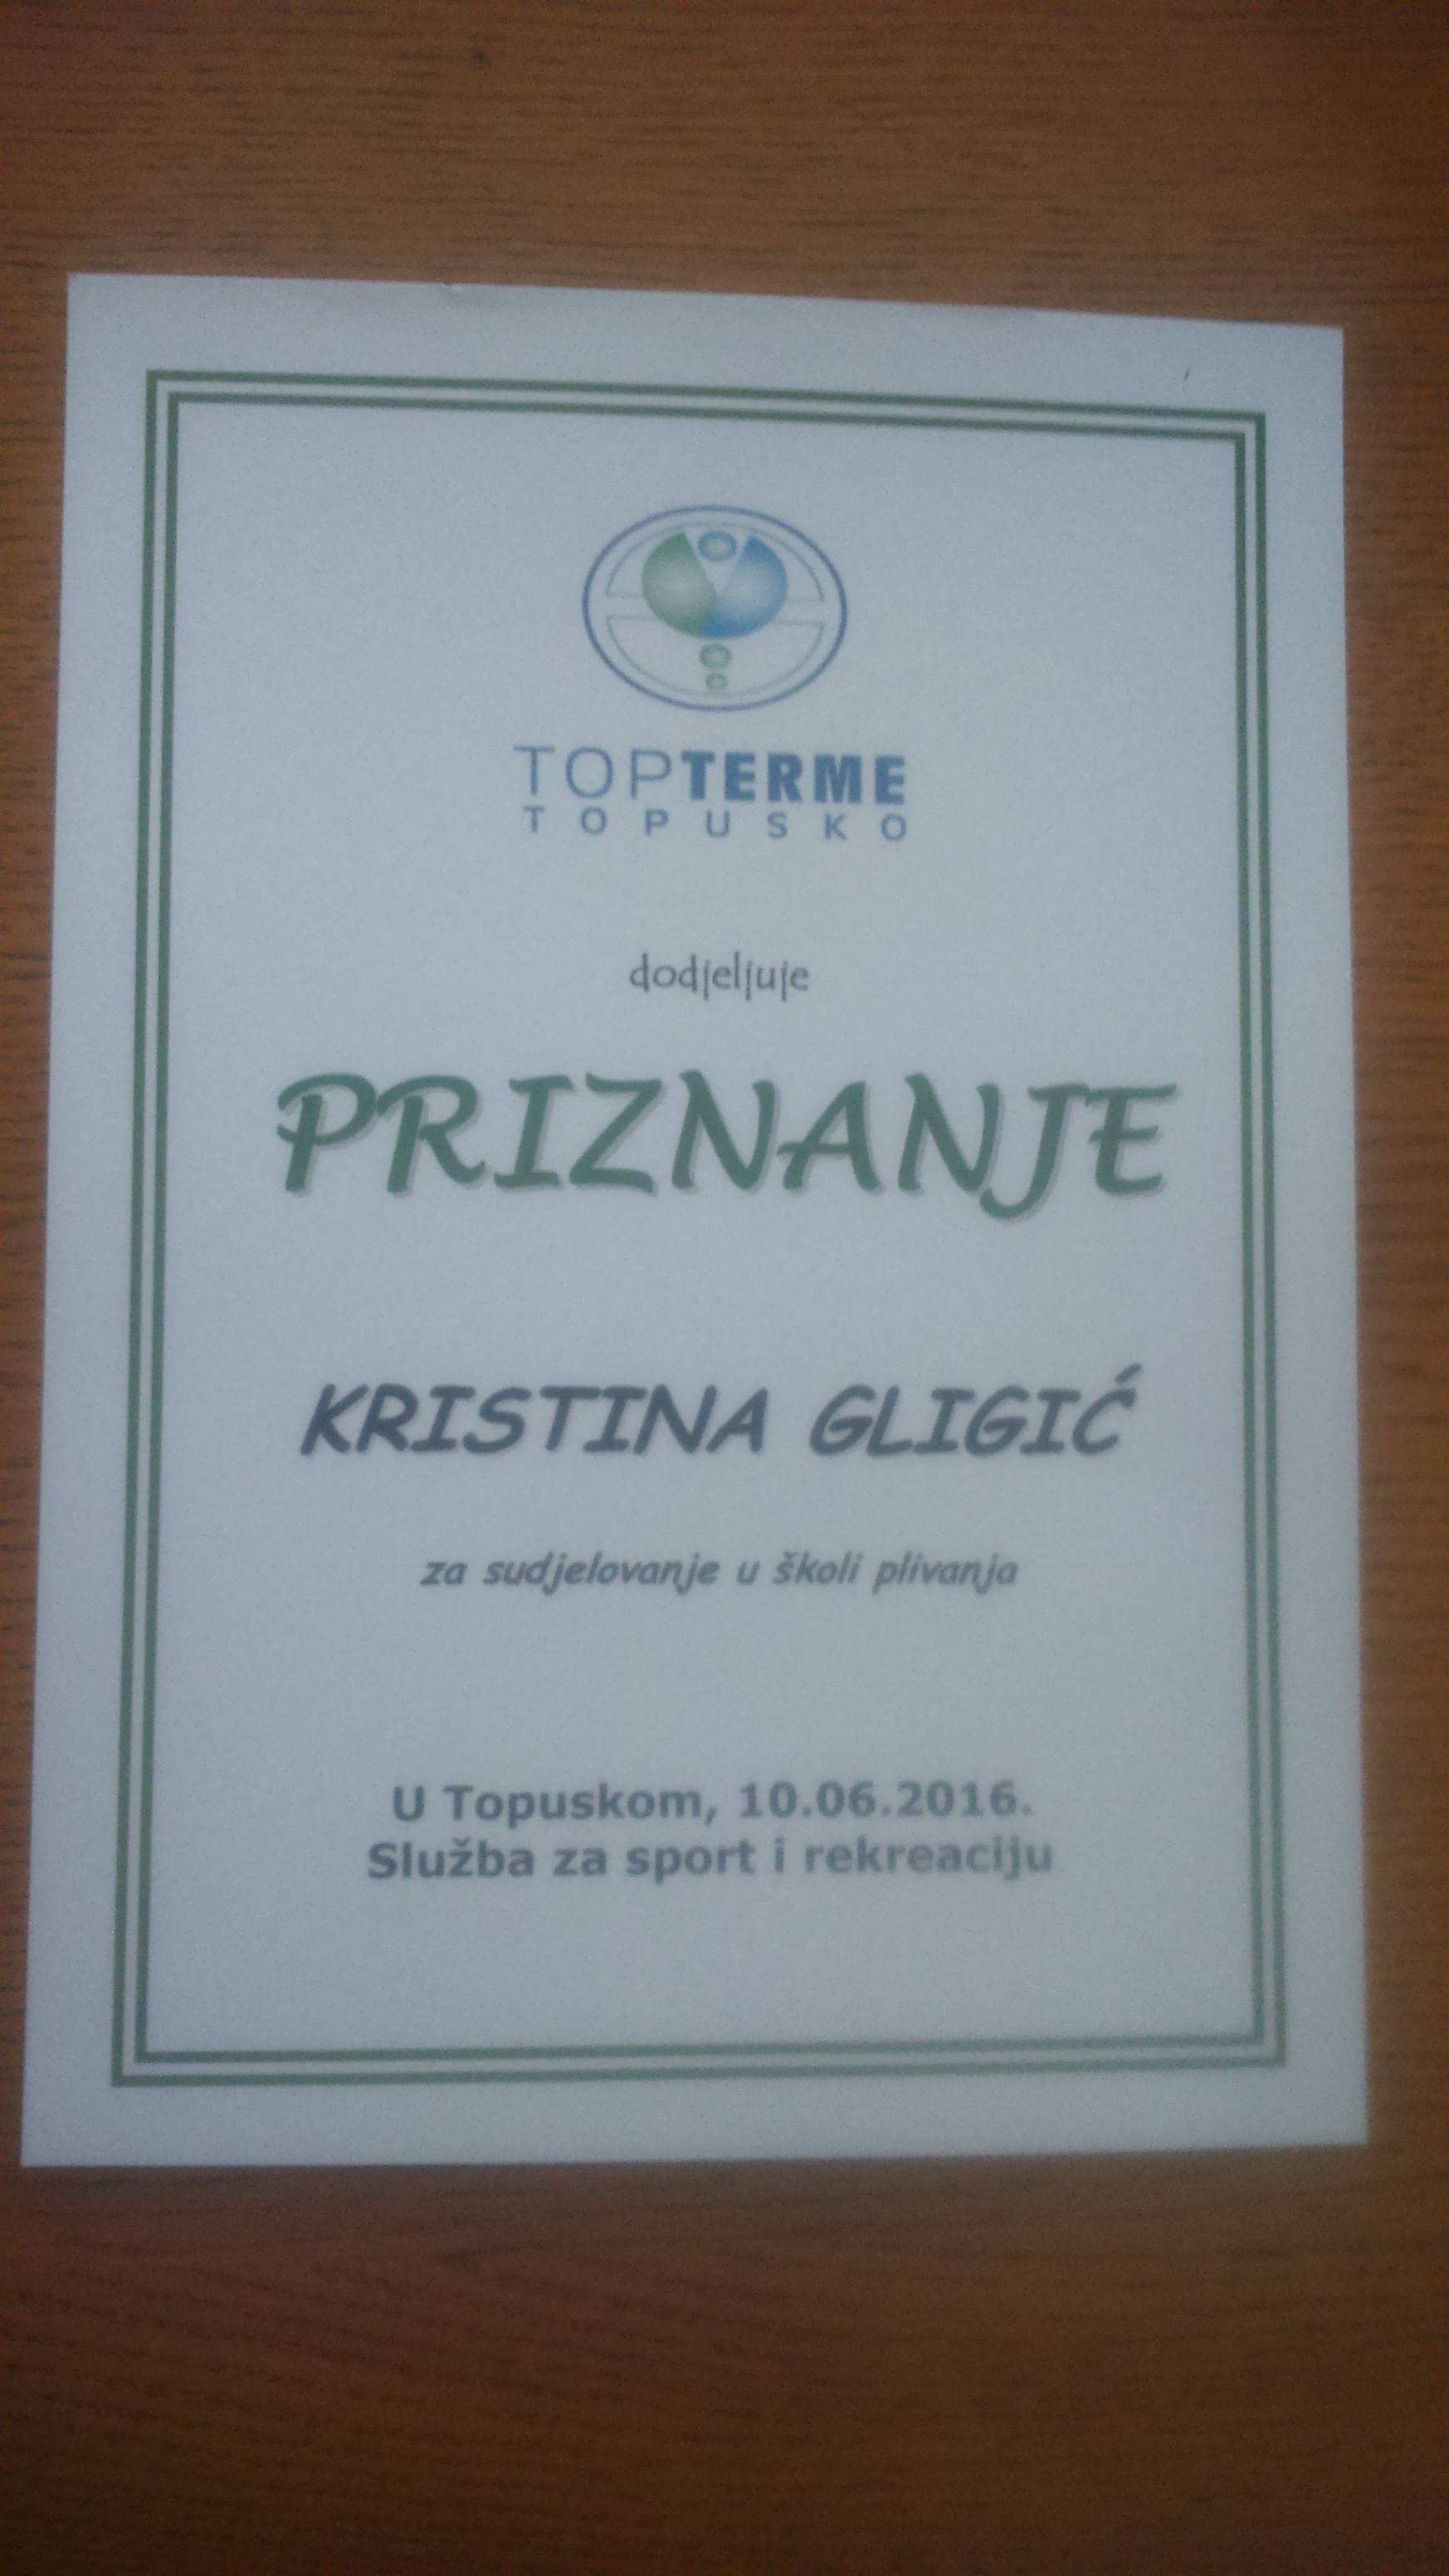 TOPTERME
TOPUSKO
dodjeljuje
PRIZNANJE
KRISTINA GLIGIĆ
za sudjelovanje u školi plivanja
U Topuskom, 10.06.2016.
Služba za sport i rekreaciju